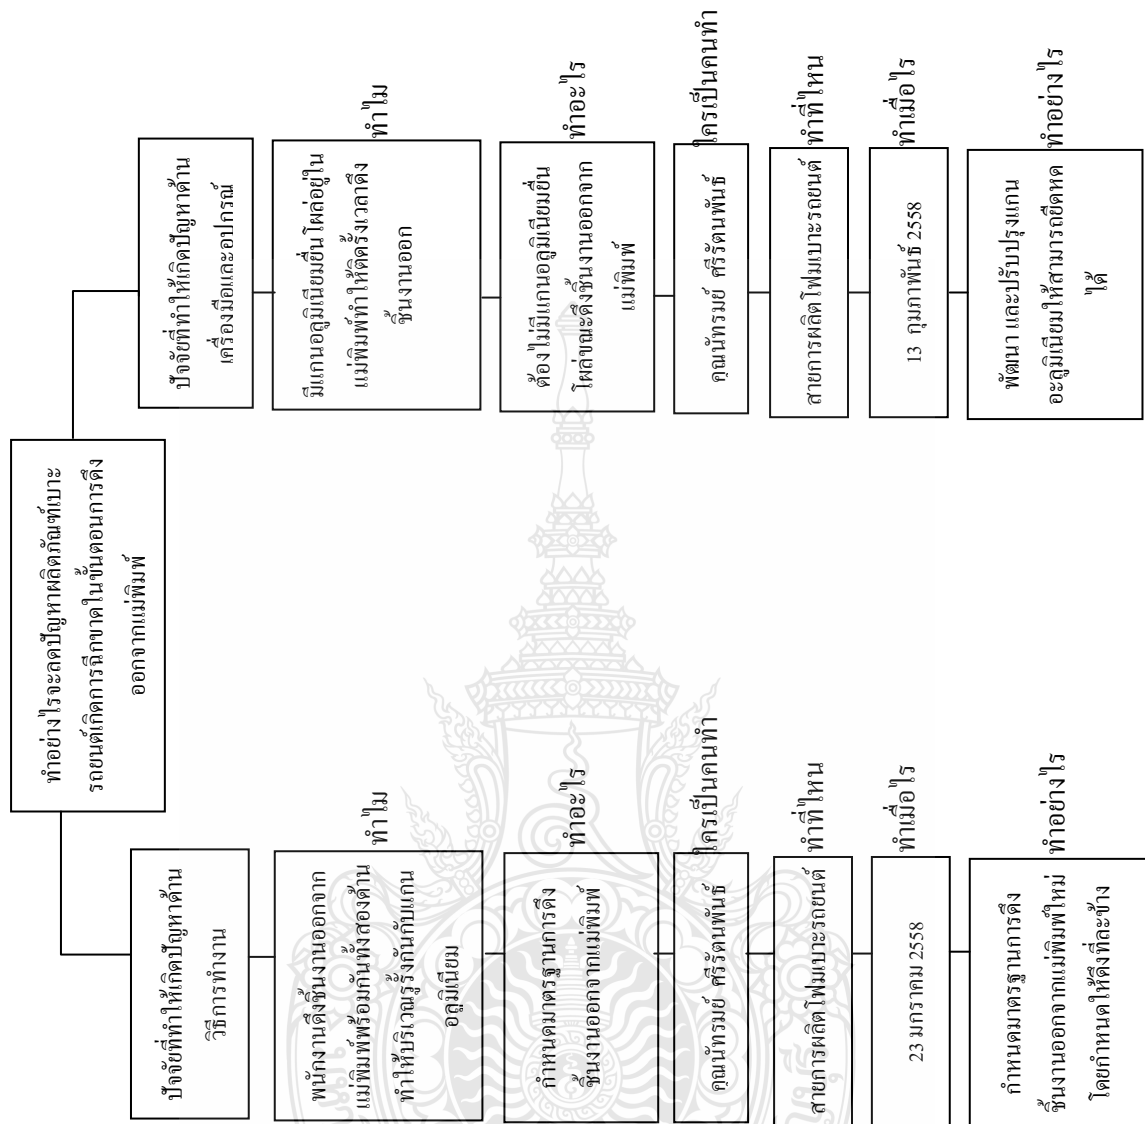 ทำอย่างไรจะลดปัญหาผลิตภัณฑ์เบาะ
รถยนต์เกิดการฉีกขาดในขั้นตอนการดึง
ออกจากแม่พิมพ์
ปัจจัยที่ทำให้เกิดปัญหาด้าน
วิธีการทำงาน
ทำไม
พนักงานดึงชิ้นงานออกจาก
แม่พิมพ์พร้อมกันทั้งสองด้าน
ทำให้บริเวณรูรั้งกันกับแกน
อลูมิเนียม
ทำอะไร
กำหนดมาตรฐานการดึง
ชิ้นงานออกจากแม่พิมพ์
ใครเป็นคนทำ
คุณนัทรมย์ ศรีรัตนพันธ์
ทำที่ไหน
สายการผลิตโฟมเบาะรถยนต์
ทำเมื่อไร
23 มกราคม 2558
ทำอย่างไร
กำหนดมาตรฐานการดึง
ชิ้นงานออกจากแม่พิมพ์ใหม่
โดยกำหนดให้ดึงทีละข้าง
ปัจจัยที่ทำให้เกิดปัญหาด้าน
เครื่องมือและอุปกรณ์
ทำไม
มีแกนอลูมิเนียมยื่นโผล่อยู่ใน
แม่พิมพ์ทำให้ติดรั้งเวลาดึง
ชิ้นงานออก
ทำอะไร
ต้องไม่มีแกนอลูมิเนียมยื่น
โผล่ขณะดึงชิ้นงานออกจาก
แม่พิมพ์
ใครเป็นคนทำ
คุณนัทรมย์ ศรีรัตนพันธ์
ทำที่ไหน
สายการผลิตโฟมเบาะรถยนต์
ทำเมื่อไร
13 กุมภาพันธ์ 2558
ทำอย่างไร
พัฒนา และปรับปรุงแกน
อะลูมิเนียมให้สามารถยืดหด
ได้